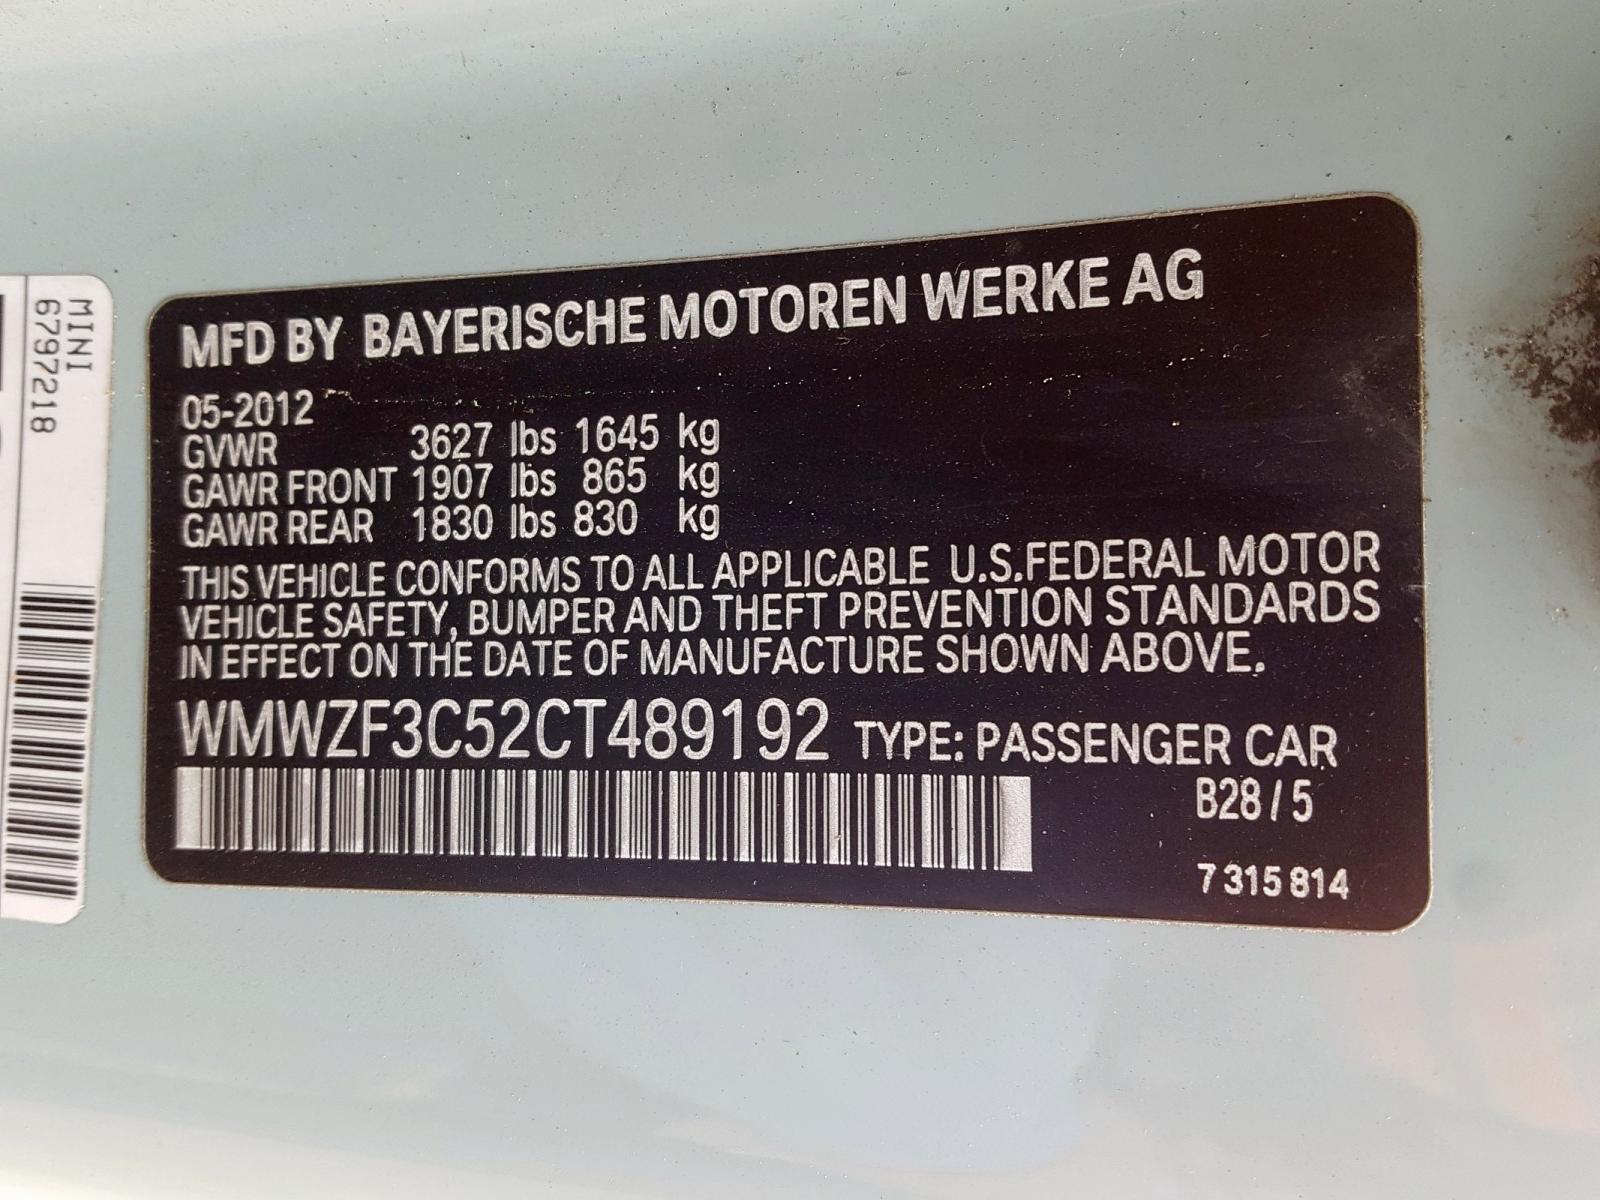 MINI
6797218
MFD BY BAYERISCHE MOTOREN WERKE AG
05-2012
GVWR 3627 lbs 1645 kg
GAWR FRONT 1907 lbs 865 kg
GAWR REAR 1830 lbs 830 kg
THIS VEHICLE CONFORMS TO ALL APPLICABLE U.S.FEDERAL MOTOR
VEHICLE SAFETY, BUMPER AND THEFT PREVENTION STANDARDS
IN EFFECT ON THE DATE OF MANUFACTURE SHOWN ABOVE.
WMWZF3C52CT489192 TYPE: PASSENGER CAR
B28 / 5
7 315 814